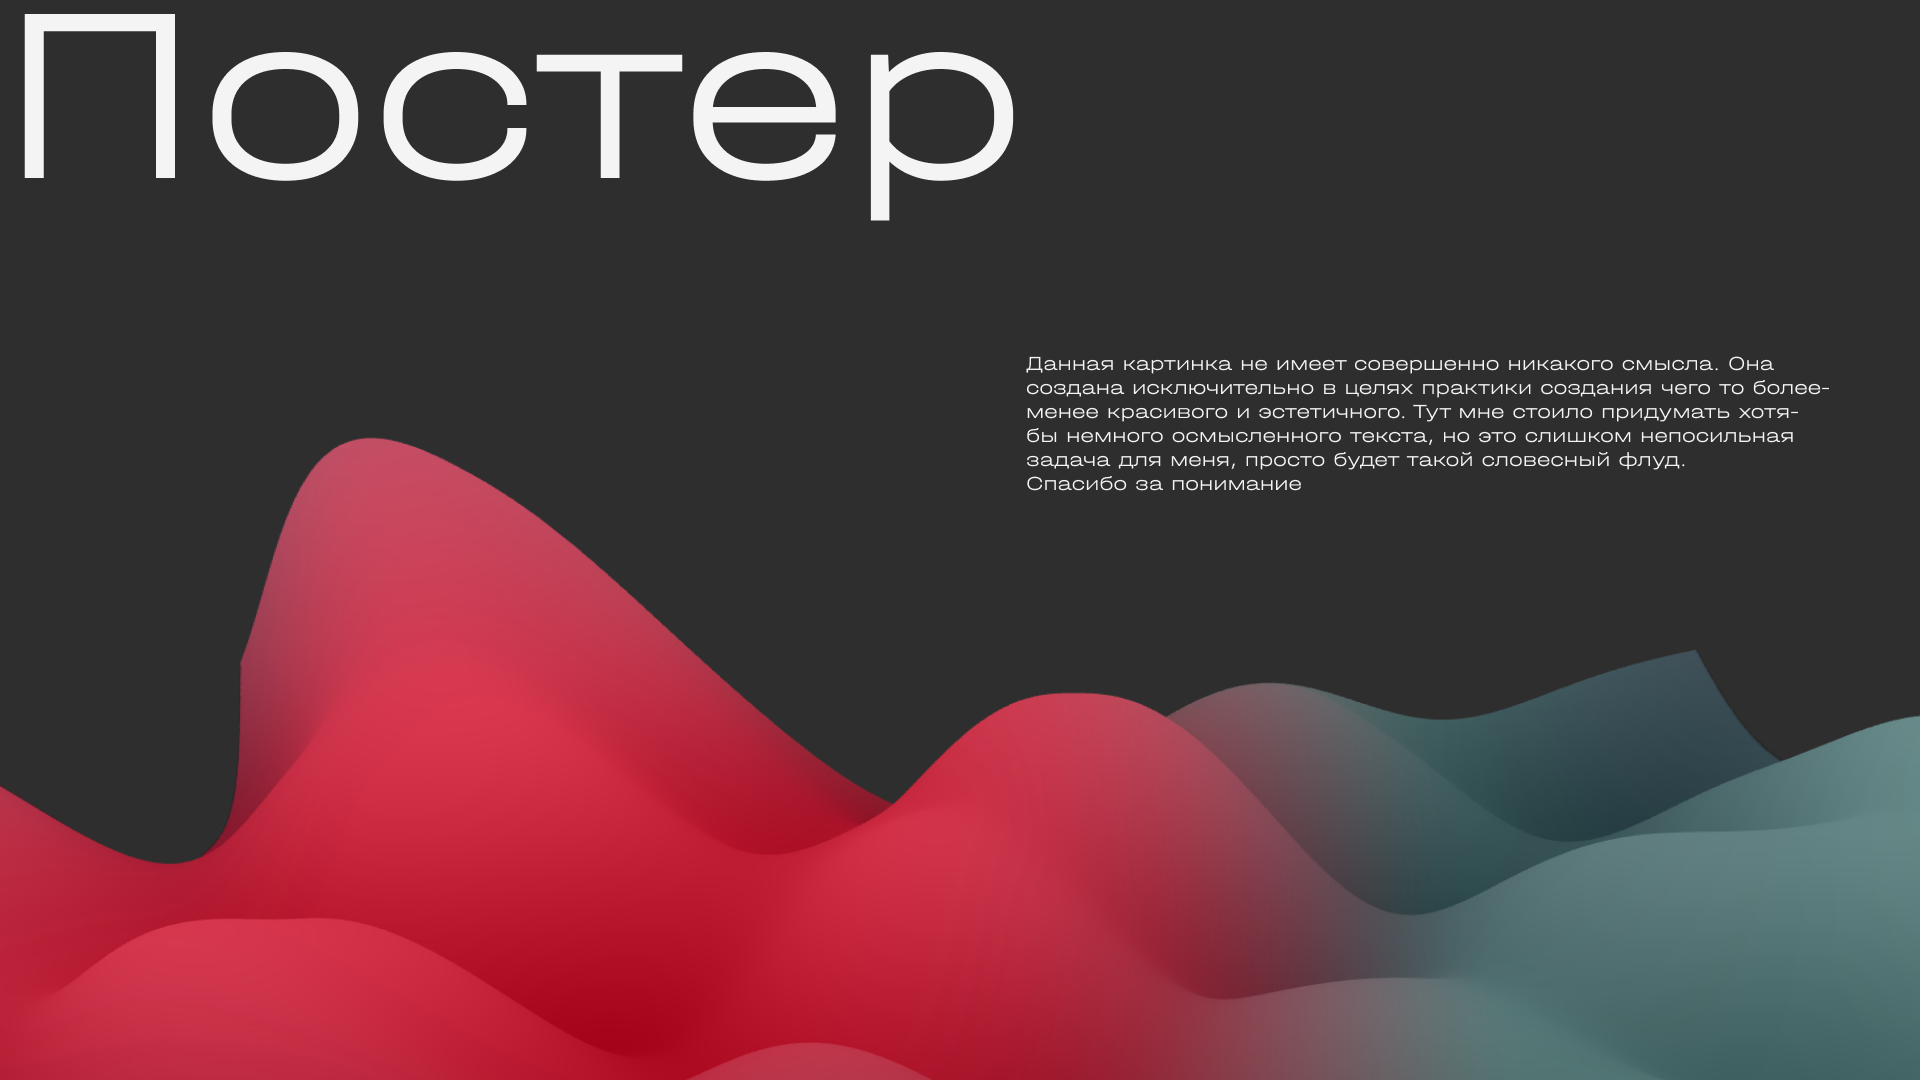 Постер
Данная картинка не имеет совершенно никакого смысла. Она
создана исключительно в целях практики создания чего то более-
менее красивого и эстетичного. Тут мне стоило придумать хотя-
бы немного осмысленного текста, но это слишком непосильная
задача для меня, просто будет такой словесный флуд.
Спасибо за понимание